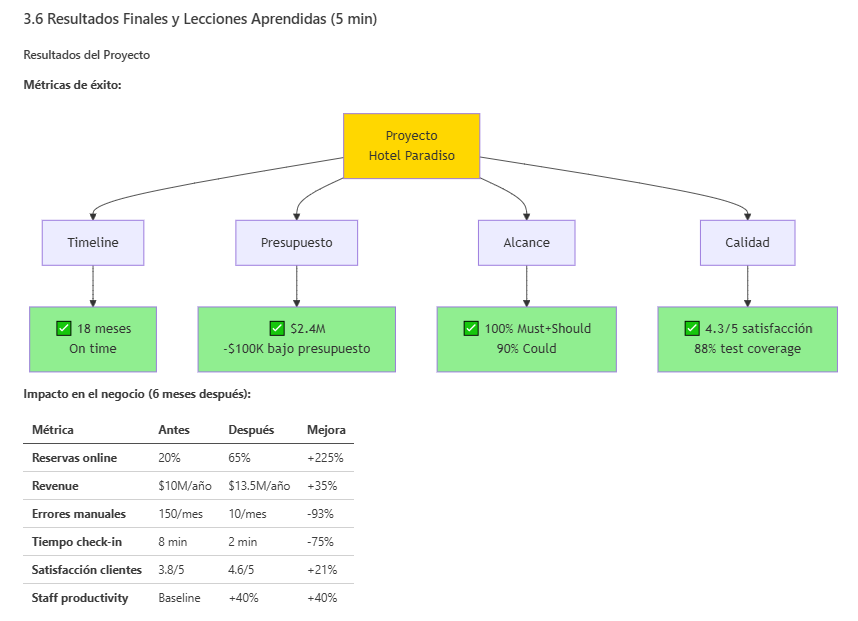 3.6 Resultados Finales y Lecciones Aprendidas (5 min)
Resultados del Proyecto
Métricas de éxito:
Proyecto
Hotel Paradiso
Timeline
Presupuesto
Alcance
Calidad
✅ 18 meses
On time
✅ $2.4M
-$100K bajo presupuesto
✅ 100% Must+Should
90% Could
✅ 4.3/5 satisfacción
88% test coverage
Impacto en el negocio (6 meses después):
Métrica Antes Después Mejora
Reservas online 20% 65% +225%
Revenue $10M/año $13.5M/año +35%
Errores manuales 150/mes 10/mes -93%
Tiempo check-in 8 min 2 min -75%
Satisfacción clientes 3.8/5 4.6/5 +21%
Staff productivity Baseline +40% +40%